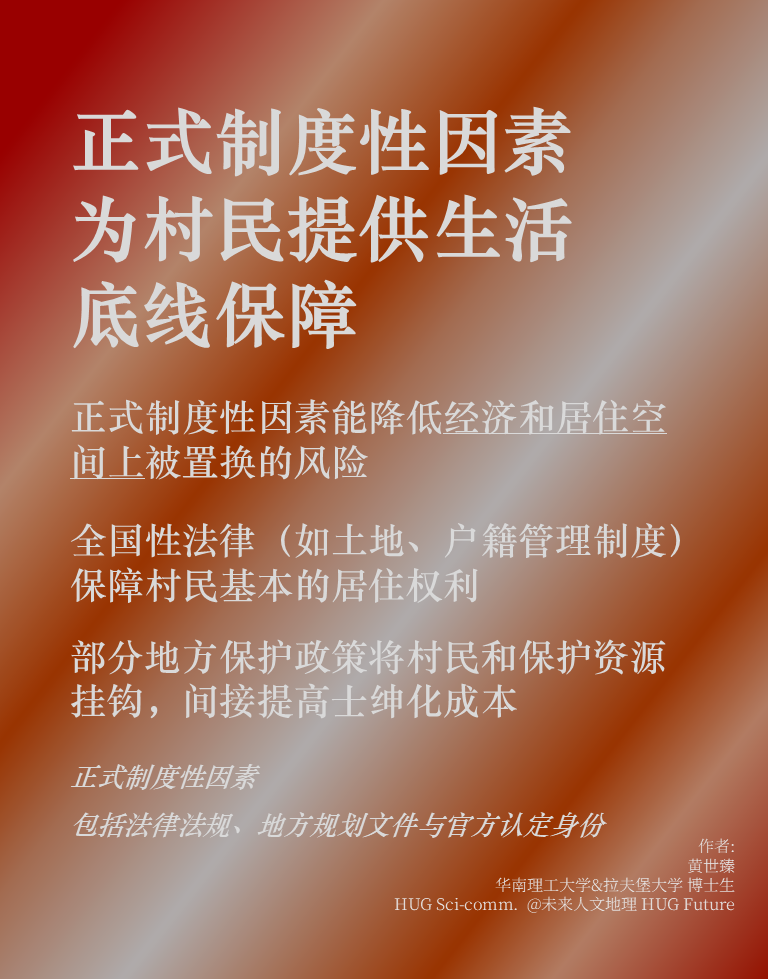 正式制度性因素
为村民提供生活
底线保障
正式制度性因素能降低经济和居住空
间上被置换的风险
全国性法律（如土地、户籍管理制度）
保障村民基本的居住权利
部分地方保护政策将村民和保护资源
挂钩，间接提高士绅化成本
正式制度性因素
包括法律法规、地方规划文件与官方认定身份
作者:
黄世臻
华南理工大学&拉夫堡大学 博士生
HUG Sci-comm. @未来人文地理 HUG Future